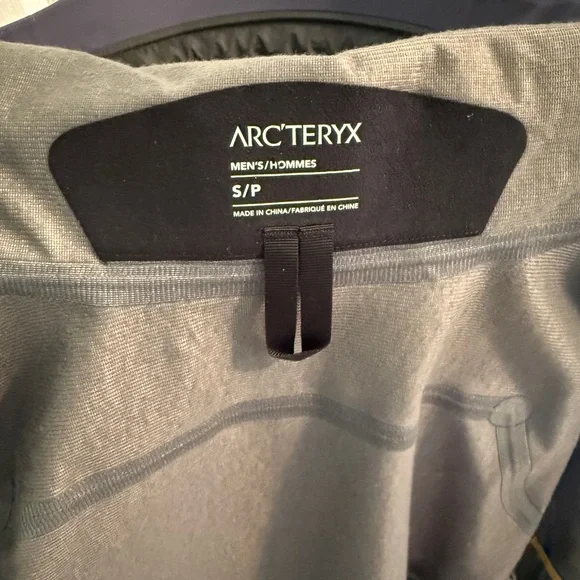 ARC'TERYX
MEN'S/HOMMES
S/P
MADE IN CHINA/FABRIQUÉ EN CHINE